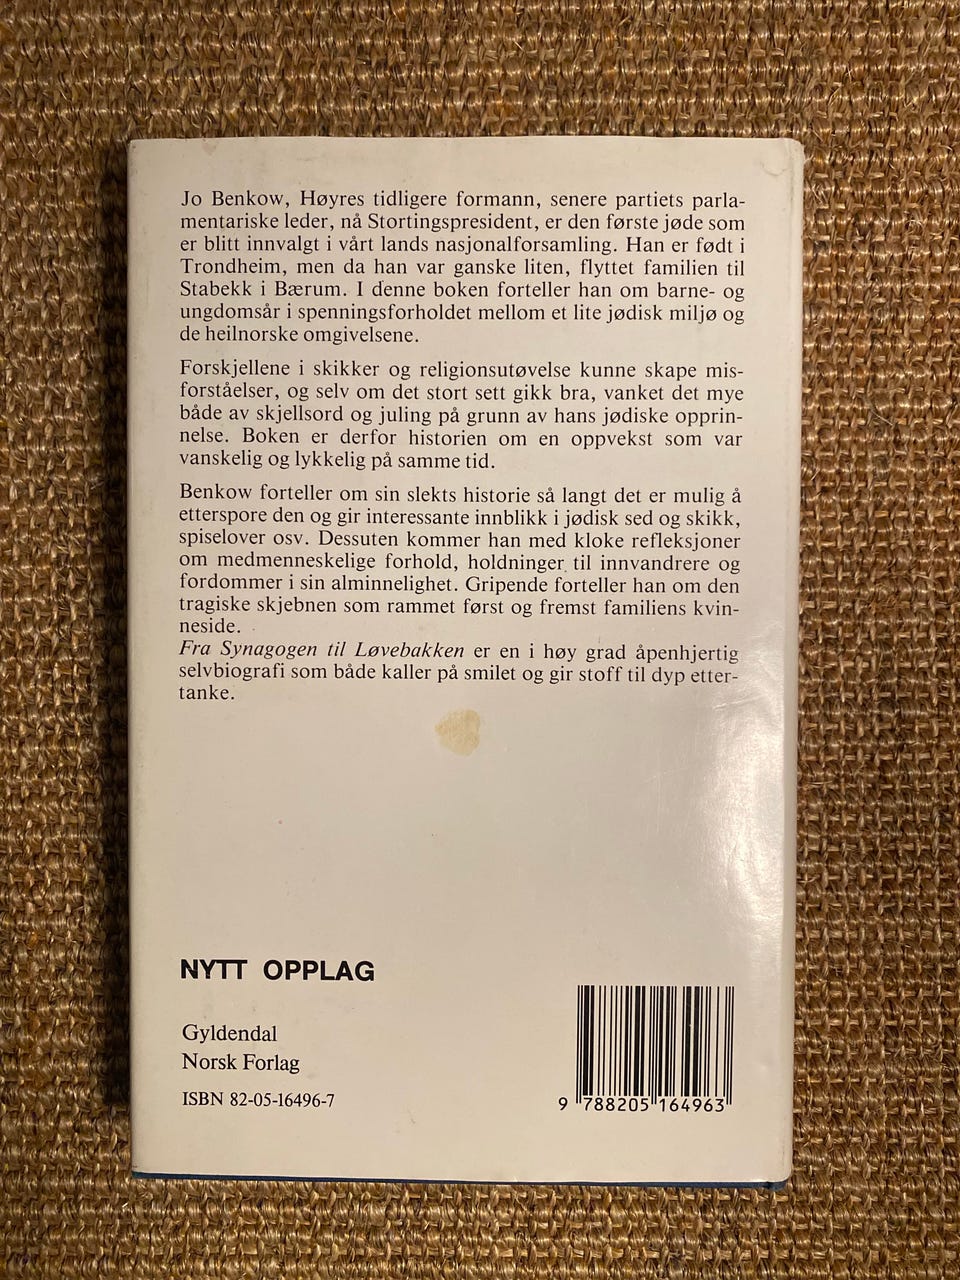 Jo Benkow, Høyres tidligere formann, senere partiets parla-
mentariske leder, nå Stortingspresident, er den første jøde som
er blitt innvalgt i vårt lands nasjonalforsamling. Han er født i
Trondheim, men da han var ganske liten, flyttet familien til
Stabekk i Bærum. I denne boken forteller han om barne- og
ungdomsår i spenningsforholdet mellom et lite jødisk miljø og
de heilnorske omgivelsene.
Forskjellene i skikker og religionsutøvelse kunne skape mis-
forståelser, og selv om det stort sett gikk bra, vanket det mye
både av skjellsord og juling på grunn av hans jødiske opprin-
nelse. Boken er derfor historien om en oppvekst som var
vanskelig og lykkelig på samme tid.
Benkow forteller om sin slekts historie så langt det er mulig å
etterspore den og gir interessante innblikk i jødisk sed og skikk,
spiselover osv. Dessuten kommer han med kloke refleksjoner
om medmenneskelige forhold, holdninger til innvandrere og
fordommer i sin alminnelighet. Gripende forteller han om den
tragiske skjebnen som rammet først og fremst familiens kvin-
neside.
Fra Synagogen til Løvebakken er en i høy grad åpenhjertig
selvbiografi som både kaller på smilet og gir stoff til dyp etter-
tanke.
NYTT OPPLAG
Gyldendal
Norsk Forlag
ISBN 82-05-16496-7
9 788205 164963